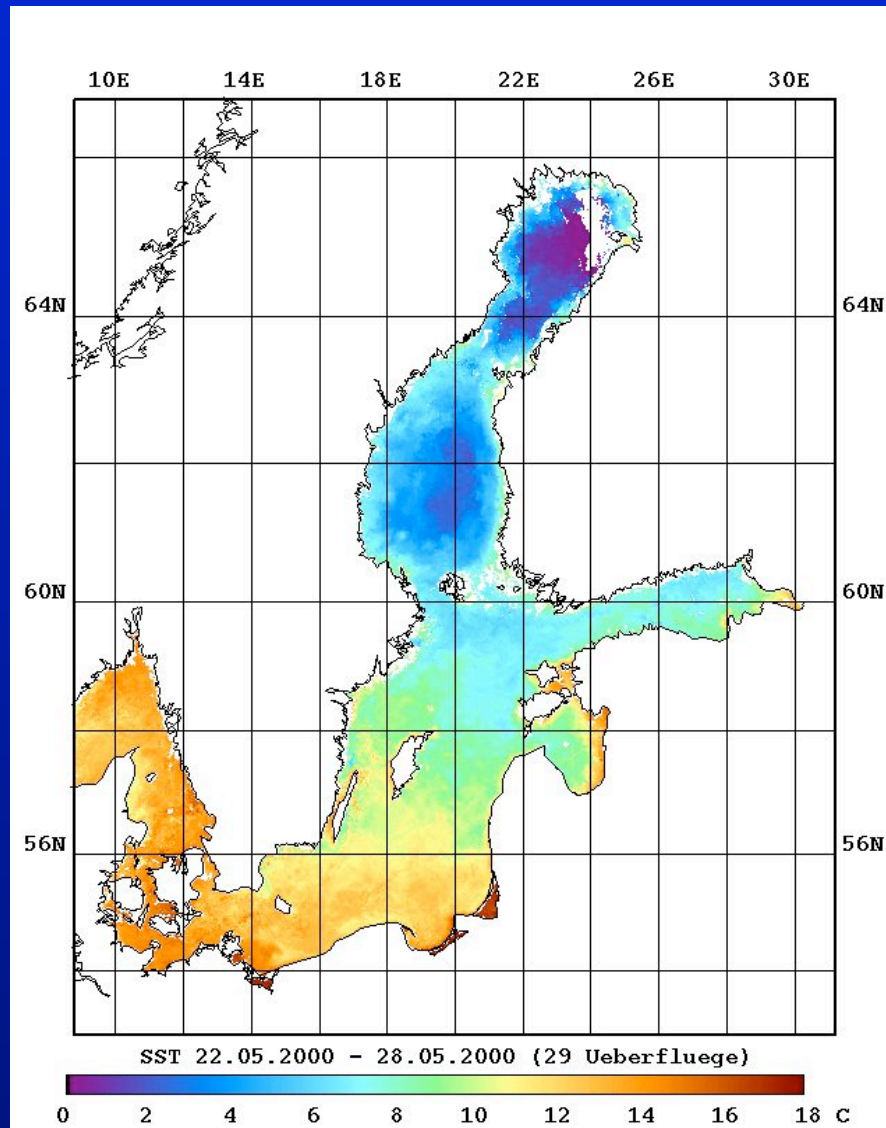 10E 14E 18E 22E 26E 30E
64N 64N
60N 60N
56N 56N
SST 22.05.2000 - 28.05.2000 (29 Ueberfluege)
0 2 4 6 8 10 12 14 16 18 C